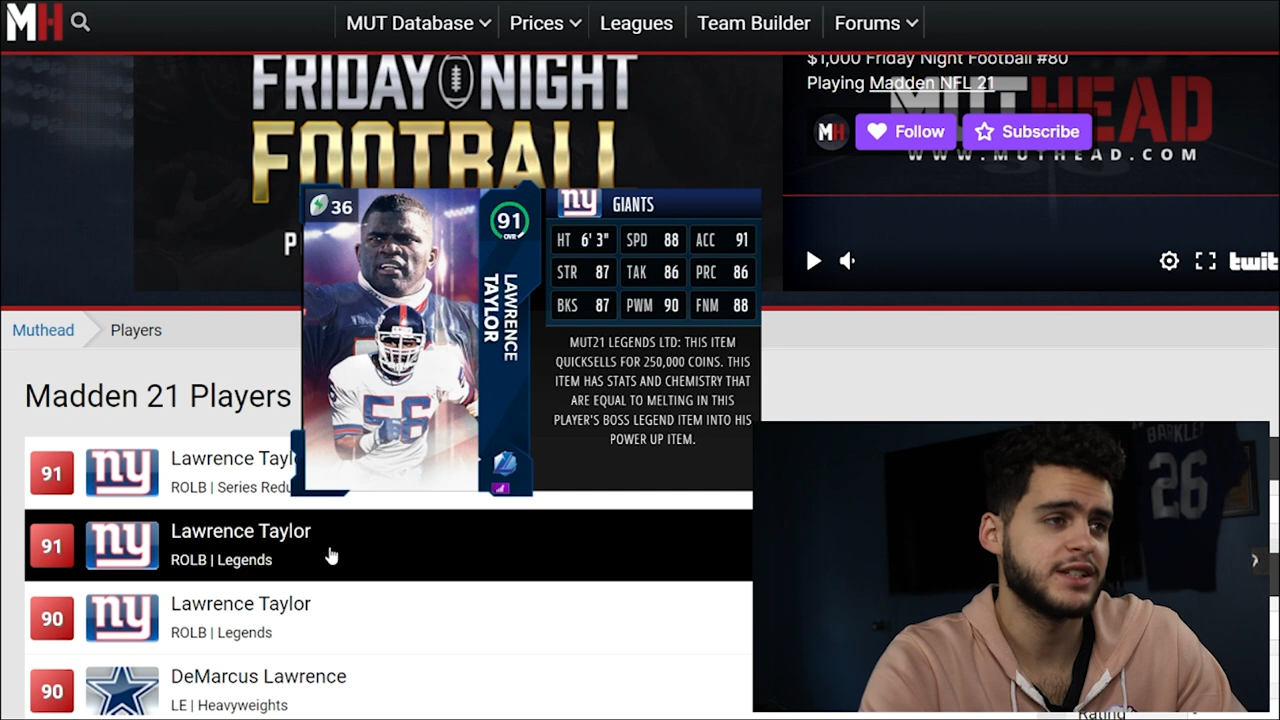 MH
MUT Database
Prices
Leagues
Team Builder
Forums
$1,000 Friday Night Football #80
Playing Madden NFL 21
FRIDAY NIGHT
FOOTBALL
P
MUTHEAD
WWW.MUTHEAD.COM
MH
Follow
Subscribe
36
91
OVR
LAWRENCE
TAYLOR
56
ny
GIANTS
HT 6' 3" SPD 88 ACC 91
STR 87 TAK 86 PRC 86
BKS 87 PWM 90 FNM 88
MUT21 LEGENDS LTD: THIS ITEM
QUICKSELLS FOR 250,000 COINS. THIS
ITEM HAS STATS AND CHEMISTRY THAT
ARE EQUAL TO MELTING IN THIS
PLAYER'S BOSS LEGEND ITEM INTO HIS
POWER UP ITEM.
twit
Muthead
Players
Madden 21 Players
91
ny
Lawrence Tayl
ROLB | Series Redu
91
ny
Lawrence Taylor
ROLB | Legends
90
ny
Lawrence Taylor
ROLB | Legends
90
DeMarcus Lawrence
LE | Heavyweights
BARKLEY
26
Rating